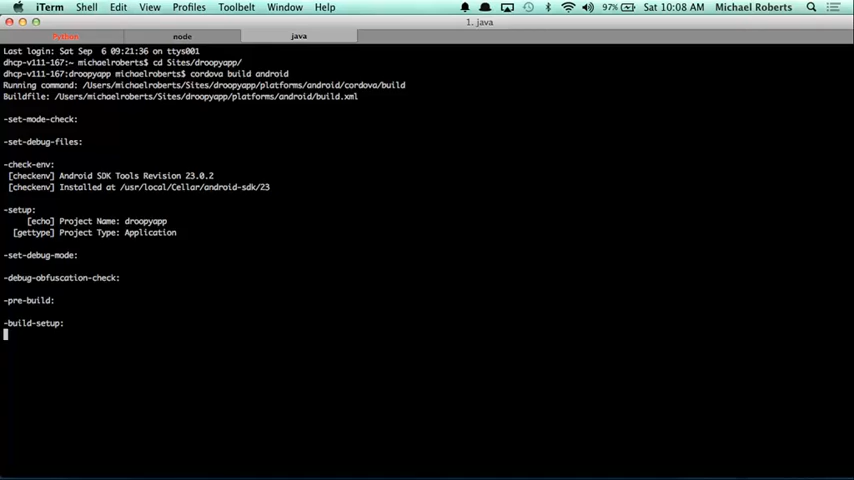 iTerm Shell Edit View Profiles Toolbelt Window Help 97% Sat 10:08 AM Michael Roberts
1. java
Python node java
Last login: Sat Sep  6 09:21:36 on ttys001
dhcp-v111-167:~ michaelroberts$ cd Sites/droopyapp/
dhcp-v111-167:droopyapp michaelroberts$ cordova build android
Running command: /Users/michaelroberts/Sites/droopyapp/platforms/android/cordova/build
Buildfile: /Users/michaelroberts/Sites/droopyapp/platforms/android/build.xml
-set-mode-check:
-set-debug-files:
-check-env:
[checkenv] Android SDK Tools Revision 23.0.2
[checkenv] Installed at /usr/local/Cellar/android-sdk/23
-setup:
[echo] Project Name: droopyapp
[gettype] Project Type: Application
-set-debug-mode:
-debug-obfuscation-check:
-pre-build:
-build-setup: